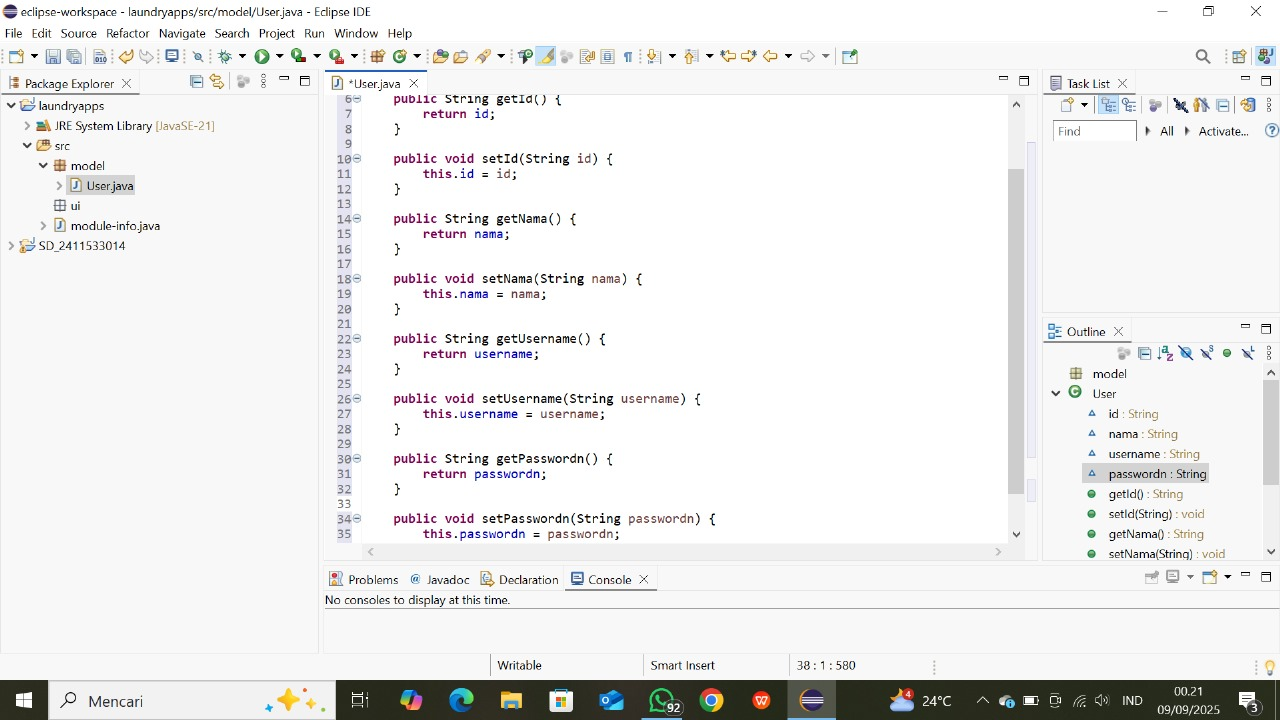 eclipse-workspace - laundryapps/src/model/User.java - Eclipse IDE
File Edit Source Refactor Navigate Search Project Run Window Help
Package Explorer
laundryapps
JRE System Library [JavaSE-21]
src
model
User.java
ui
module-info.java
SD_2411533014
*User.java
6 public String getId() {
7 return id;
8 }
9
10 public void setId(String id) {
11 this.id = id;
12 }
13
14 public String getNama() {
15 return nama;
16 }
17
18 public void setNama(String nama) {
19 this.nama = nama;
20 }
21
22 public String getUsername() {
23 return username;
24 }
25
26 public void setUsername(String username) {
27 this.username = username;
28 }
29
30 public String getPasswordn() {
31 return passwordn;
32 }
33
34 public void setPasswordn(String passwordn) {
35 this.passwordn = passwordn;
Task List
Find All Activate...
Outline
model
User
id : String
nama : String
username : String
passwordn : String
getId() : String
setId(String) : void
getNama() : String
setNama(String) : void
Problems Javadoc Declaration Console
No consoles to display at this time.
Writable Smart Insert 38 : 1 : 580
Mencari
92
4
24°C
IND
00.21
09/09/2025
3